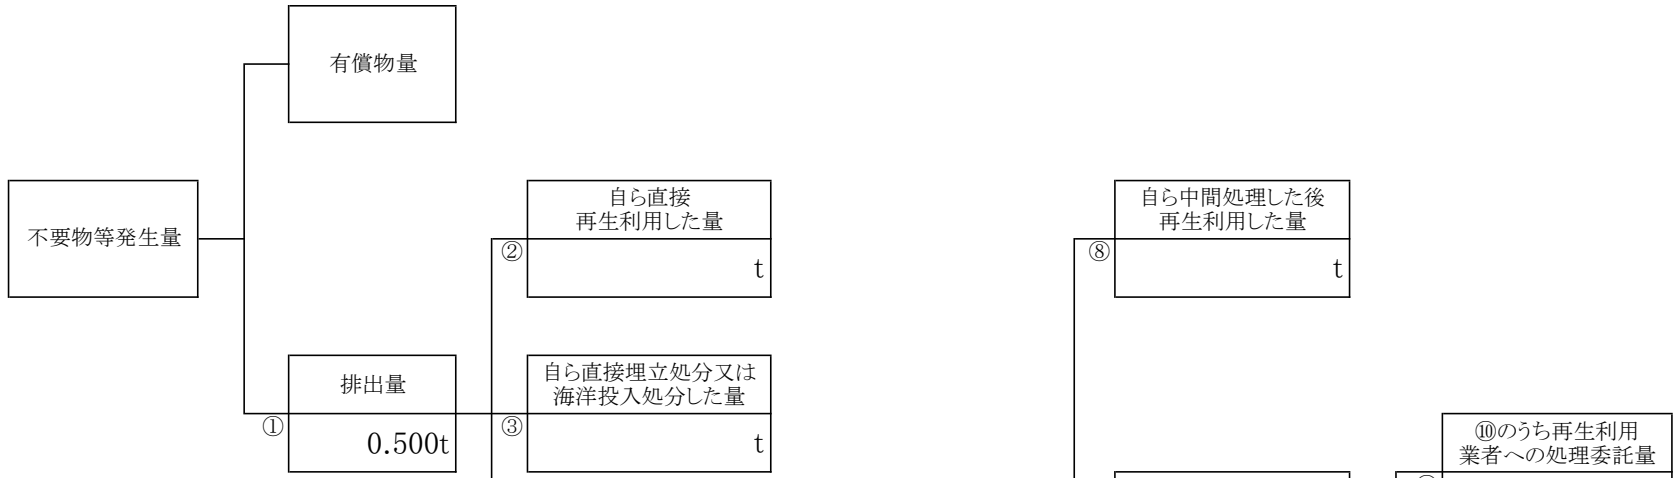 有償物量
不要物等発生量
自ら直接
再生利用した量
②
t
自ら中間処理した後
再生利用した量
⑧
t
排出量
①
0.500t
自ら直接埋立処分又は
海洋投入処分した量
③
t
⑩のうち再生利用
業者への処理委託量